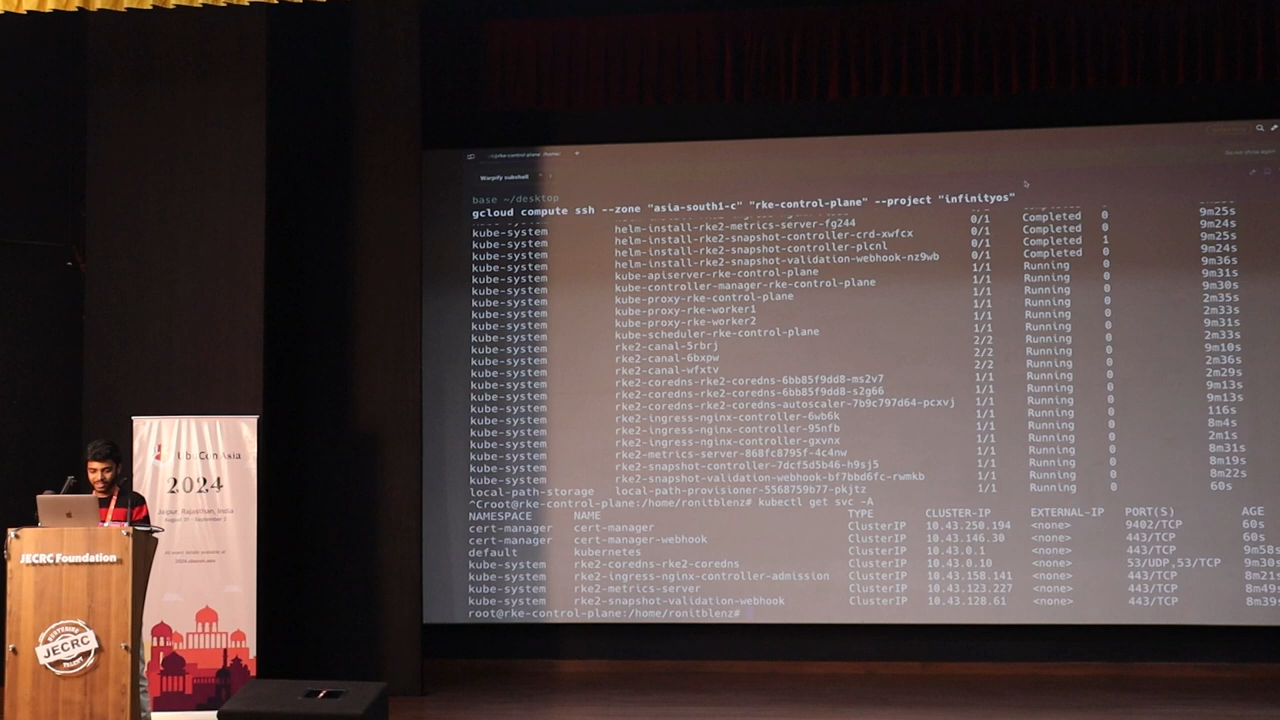 Warpify subshell
base ~/desktop
gcloud compute ssh --zone "asia-south1-c" "rke-control-plane" --project "infinityos"
9m25s
kube-system helm-install-rke2-metrics-server-fg244 0/1 Completed 0 9m24s
kube-system helm-install-rke2-snapshot-controller-crd-xwfcx 0/1 Completed 0 9m25s
kube-system helm-install-rke2-snapshot-controller-plcnl 0/1 Completed 1 9m24s
kube-system helm-install-rke2-snapshot-validation-webhook-nz9wb 0/1 Completed 0 9m36s
kube-system kube-apiserver-rke-control-plane 1/1 Running 0 9m31s
kube-system kube-controller-manager-rke-control-plane 1/1 Running 0 9m30s
kube-system kube-proxy-rke-control-plane 1/1 Running 0 2m35s
kube-system kube-proxy-rke-worker1 1/1 Running 0 2m33s
kube-system kube-proxy-rke-worker2 1/1 Running 0 9m31s
kube-system kube-scheduler-rke-control-plane 1/1 Running 0 2m33s
kube-system rke2-canal-5rbrj 2/2 Running 0 9m10s
kube-system rke2-canal-6bxpw 2/2 Running 0 2m36s
kube-system rke2-canal-wfxtv 2/2 Running 0 2m29s
kube-system rke2-coredns-rke2-coredns-6bb85f9dd8-ms2v7 1/1 Running 0 9m13s
kube-system rke2-coredns-rke2-coredns-6bb85f9dd8-s2g66 1/1 Running 0 9m13s
kube-system rke2-coredns-rke2-coredns-autoscaler-7b9c797d64-pcxvj 1/1 Running 0 116s
kube-system rke2-ingress-nginx-controller-6wb6k 1/1 Running 0 8m4s
kube-system rke2-ingress-nginx-controller-95nfb 1/1 Running 0 2m1s
kube-system rke2-ingress-nginx-controller-gxvnx 1/1 Running 0 8m31s
kube-system rke2-metrics-server-868fc8795f-4c4nw 1/1 Running 0 8m19s
kube-system rke2-snapshot-controller-7dcf5d5b46-h9sj5 1/1 Running 0 8m22s
kube-system rke2-snapshot-validation-webhook-bf7bbd6fc-rwmkb 1/1 Running 0 60s
local-path-storage local-path-provisioner-5568759b77-pkjtz 1/1 Running 0
^Croot@rke-control-plane:/home/ronitblenz# kubectl get svc -A
NAMESPACE NAME TYPE CLUSTER-IP EXTERNAL-IP PORT(S) AGE
cert-manager cert-manager ClusterIP 10.43.250.194 <none> 9402/TCP 60s
cert-manager cert-manager-webhook ClusterIP 10.43.146.30 <none> 443/TCP 60s
default kubernetes ClusterIP 10.43.0.1 <none> 443/TCP 9m58s
kube-system rke2-coredns-rke2-coredns ClusterIP 10.43.0.10 <none> 53/UDP,53/TCP 9m30s
kube-system rke2-ingress-nginx-controller-admission ClusterIP 10.43.158.141 <none> 443/TCP 8m21s
kube-system rke2-metrics-server ClusterIP 10.43.123.227 <none> 443/TCP 8m49s
kube-system rke2-snapshot-validation-webhook ClusterIP 10.43.128.61 <none> 443/TCP 8m39s
root@rke-control-plane:/home/ronitblenz#
UbuCon Asia
2024
Jaipur, Rajasthan, India
August 31 - September 1
JECRC Foundation
JECRC
TALENT